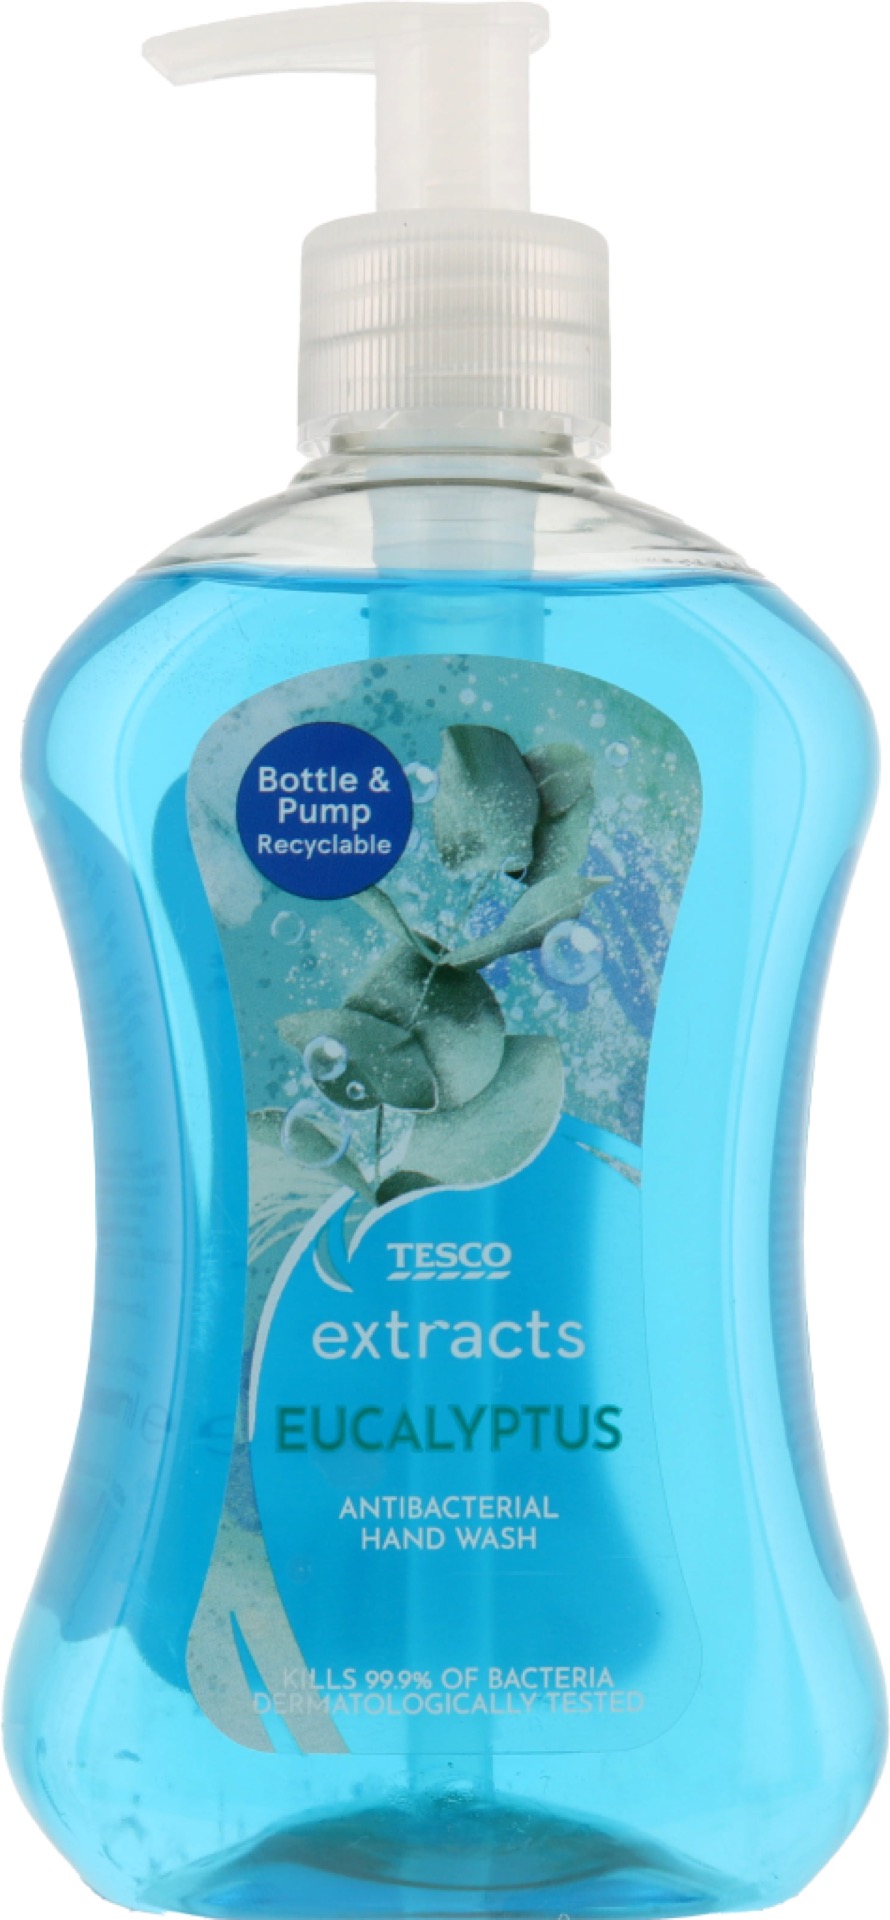 Bottle &
Pump
Recyclable
TESCO
extracts
EUCALYPTUS
ANTIBACTERIAL
HAND WASH
KILLS 99.9% OF BACTERIA
DERMATOLOGICALLY TESTED